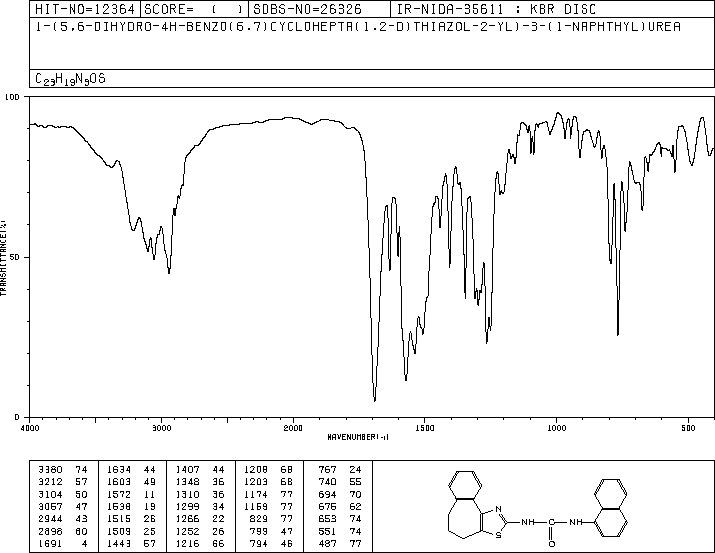 HIT-NO=12364 SCORE= ( ) SDBS-NO=26326 IR-NIDA-35611 : KBR DISC
1-(5,6-DIHYDRO-4H-BENZO(6,7)CYCLOHEPTA(1,2-D)THIAZOL-2-YL)-3-(1-NAPHTHYL)UREA
C23H19N3OS
100
50
0
TRANSMITTANCE(%)
4000 3000 2000 1500 1000 500
WAVENUMBER(-1)
3380 74 1634 44 1407 44 1208 68 767 24
3212 57 1603 49 1348 36 1203 68 740 55
3104 50 1572 11 1310 36 1174 77 694 70
3057 47 1538 19 1299 34 1159 77 676 62
2944 43 1515 26 1266 22 829 77 653 74
2898 60 1509 25 1252 26 799 47 551 74
1691 4 1443 57 1216 66 794 46 487 77
N
S
NH C NH
O